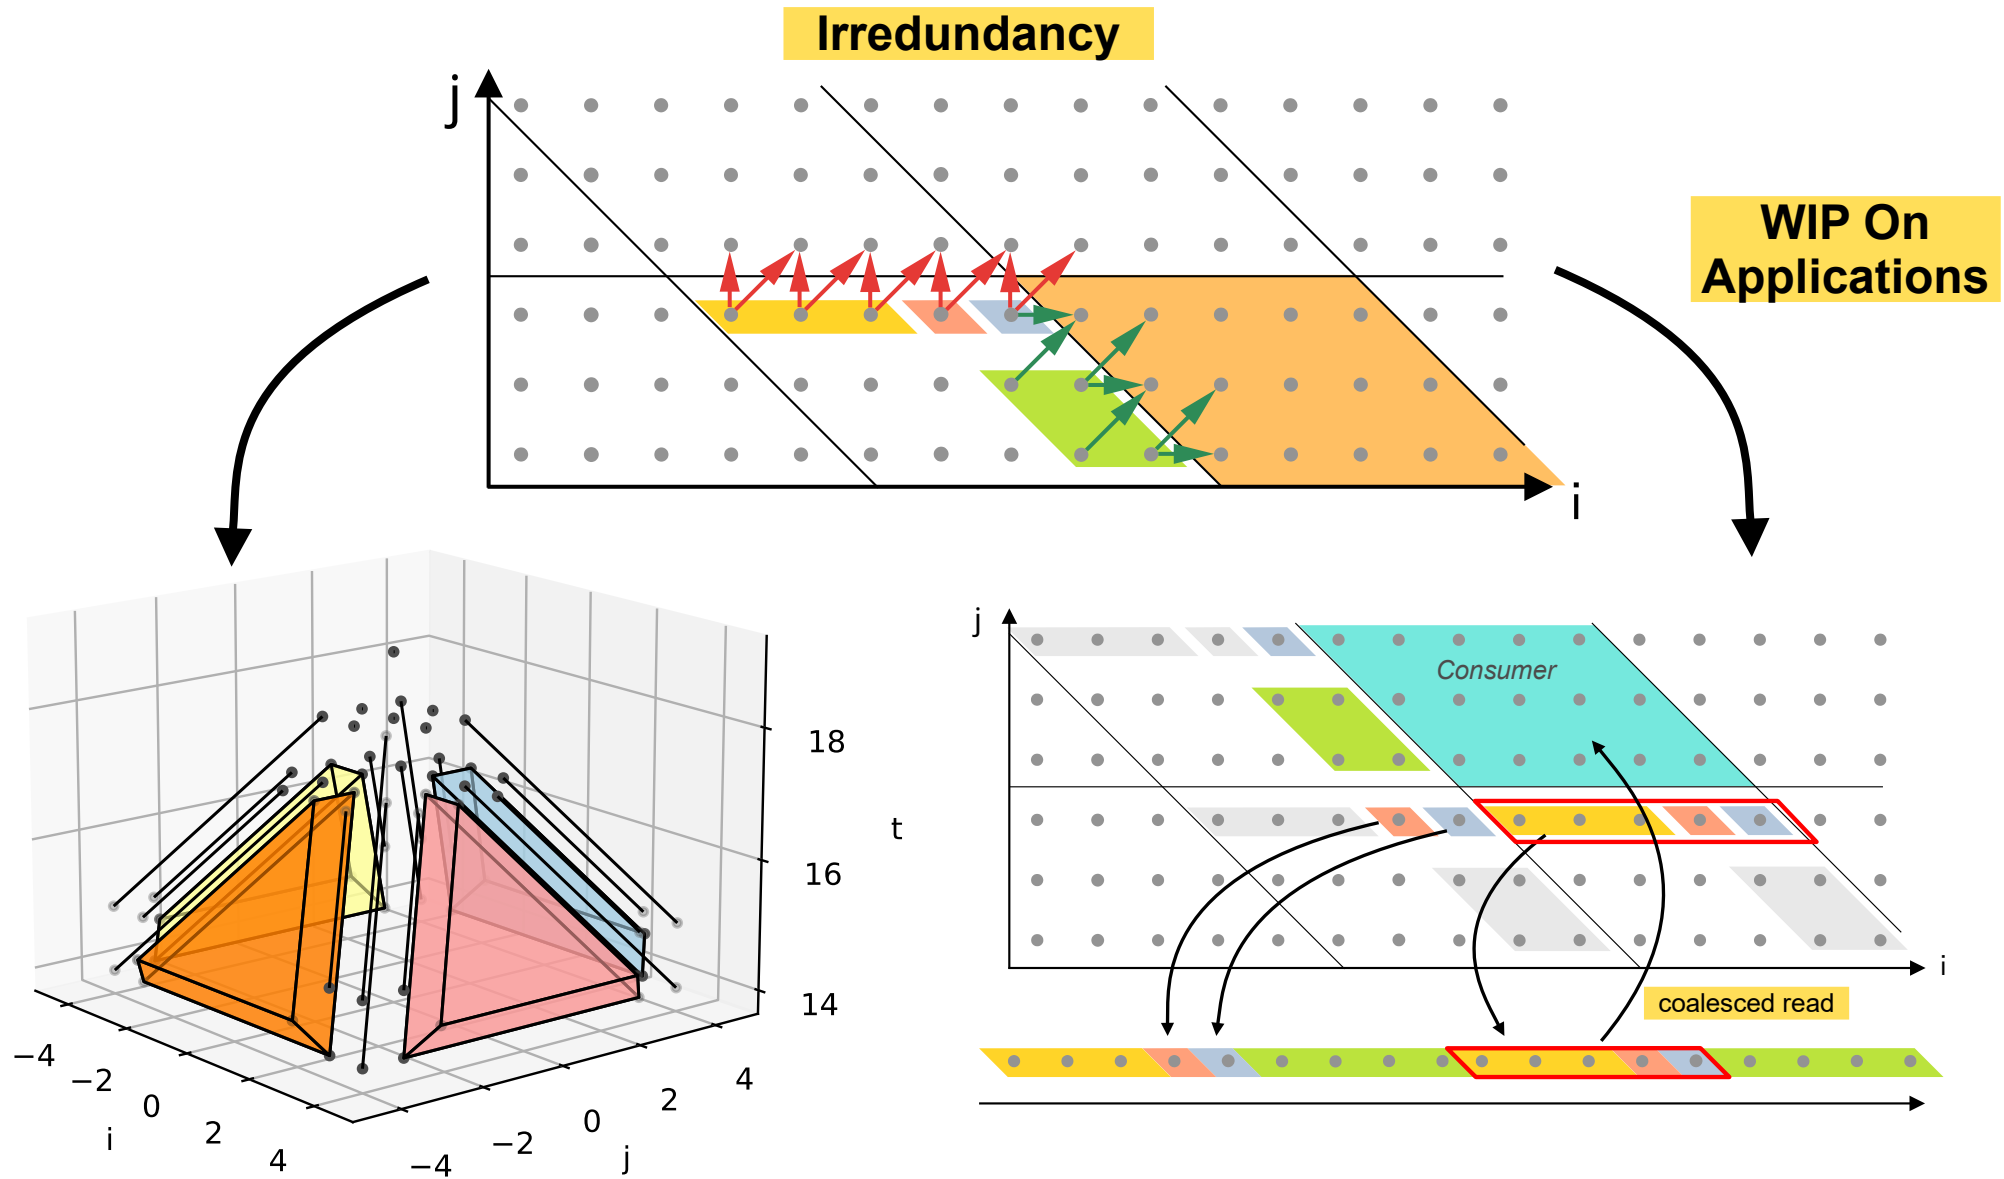 Irredundancy
j
WIP On
Applications
i
j
Consumer
18
t
16
i
14
coalesced read
−4
−2
0
2
4
i
−4
−2
0
2
4
j